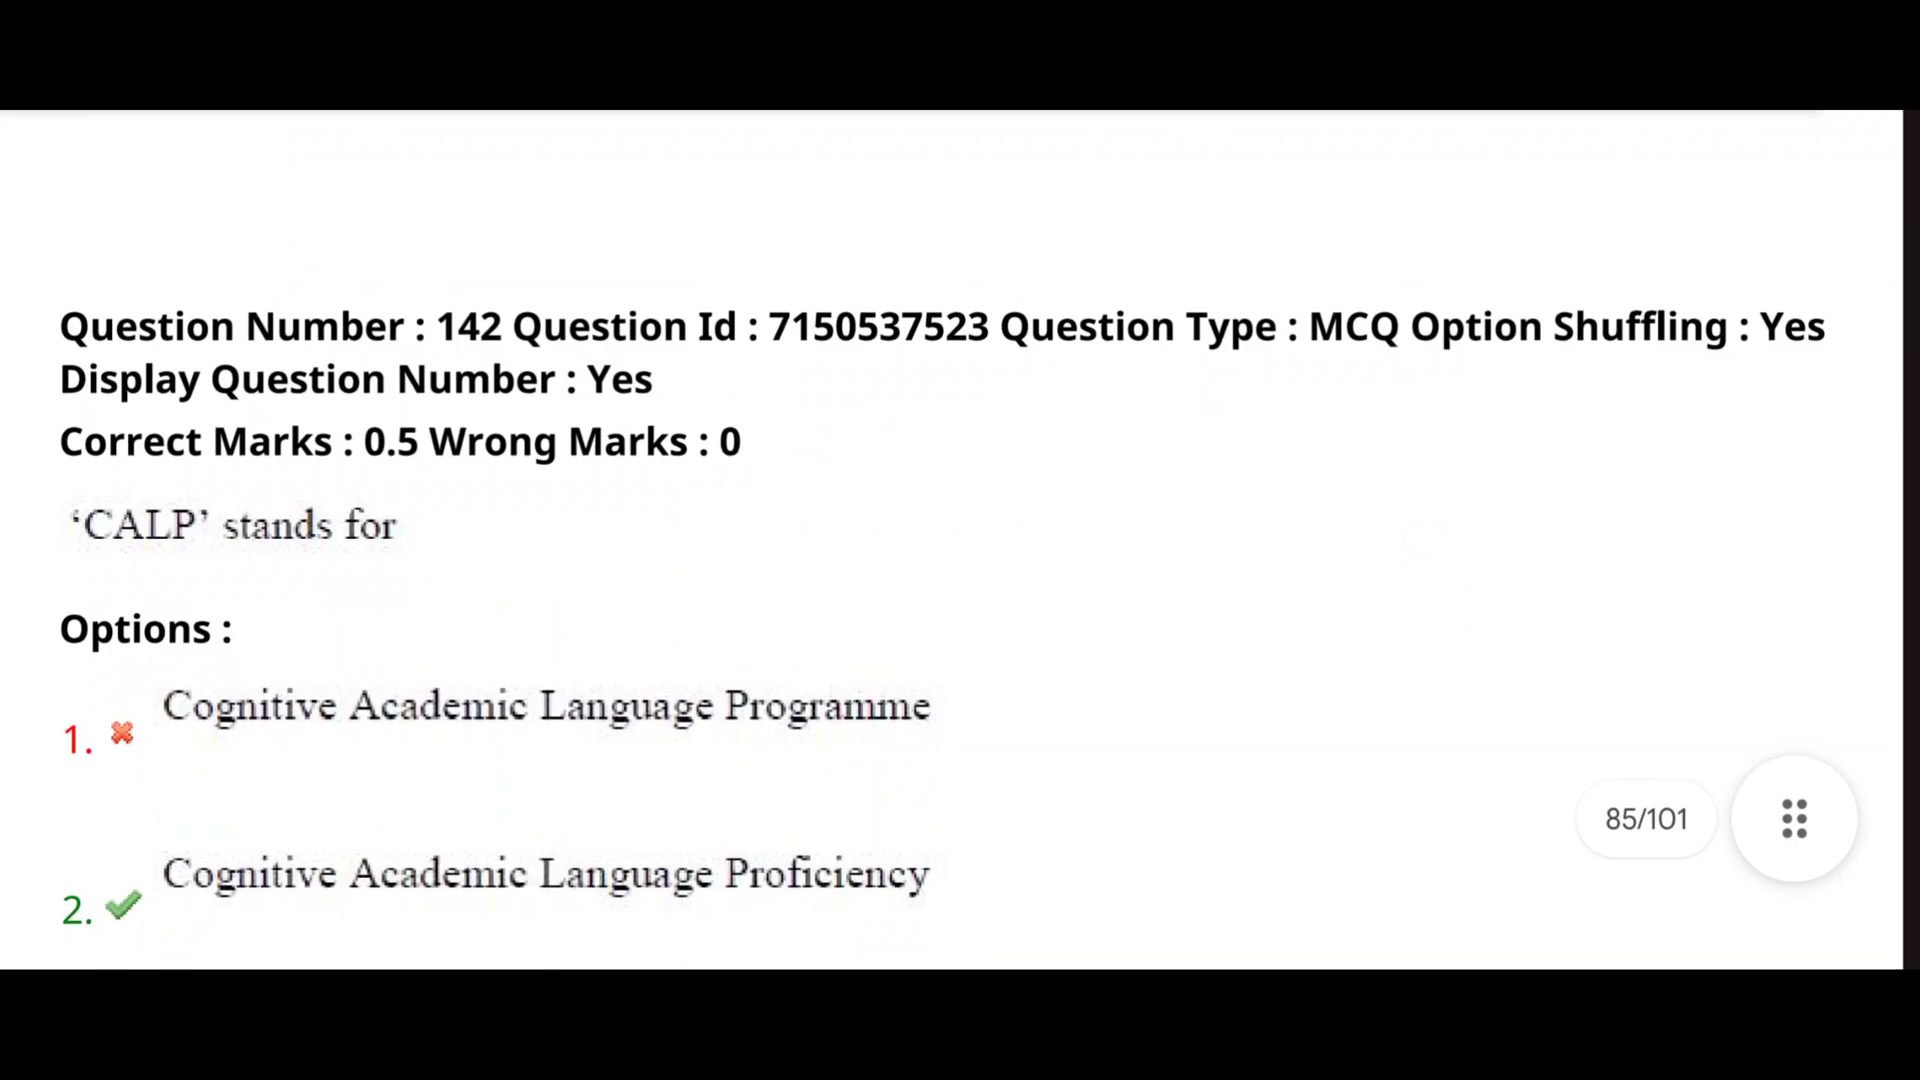 Question Number : 142 Question Id : 7150537523 Question Type : MCQ Option Shuffling : Yes
Display Question Number : Yes
Correct Marks : 0.5 Wrong Marks : 0
‘CALP’ stands for
Options :
Cognitive Academic Language Programme
1.
85/101
Cognitive Academic Language Proficiency
2.